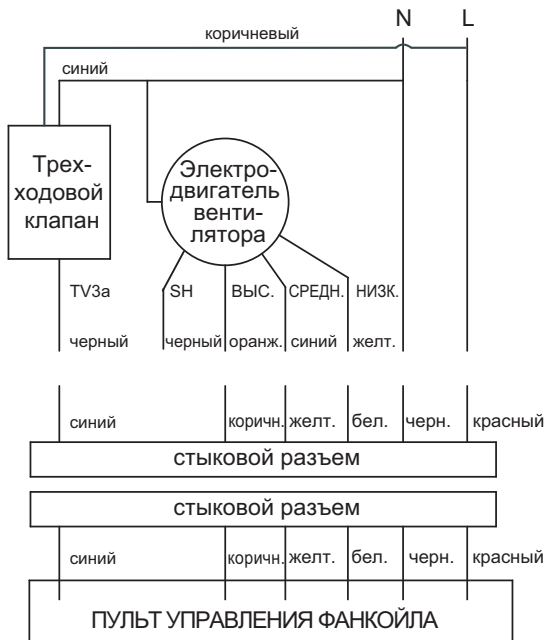 N L
коричневый
синий
Трех-
ходовой
клапан
Электро-
двигатель
венти-
лятора
TV3a SH ВЫС. СРЕДН. НИЗК.
черный черный оранж. синий желт.
синий коричн. желт. бел. черн. красный
стыковой разъем
стыковой разъем
синий коричн. желт. бел. черн. красный
ПУЛЬТ УПРАВЛЕНИЯ ФАНКОЙЛА